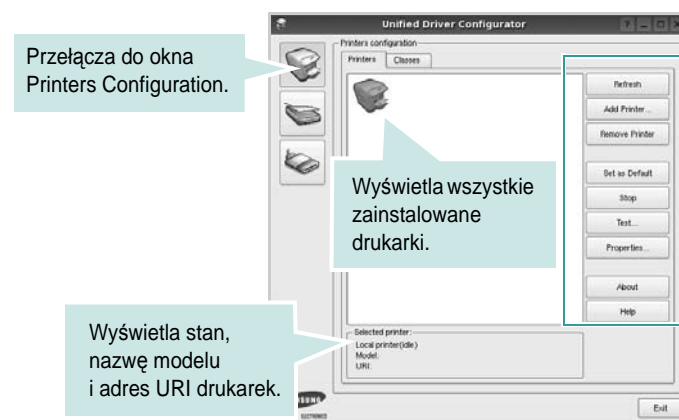 Unified Driver Configurator
Przełącza do okna
Printers Configuration.
Printers configuration
Printers Classes
Refresh
Add Printer...
Remove Printer
Set as Default
Stop
Test...
Properties...
About
Help
Wyświetla wszystkie
zainstalowane
drukarki.
Wyświetla stan,
nazwę modelu
i adres URI drukarek.
Selected printer:
Local printer(idle)
Model:
URI:
ELECTRONICS
Exit